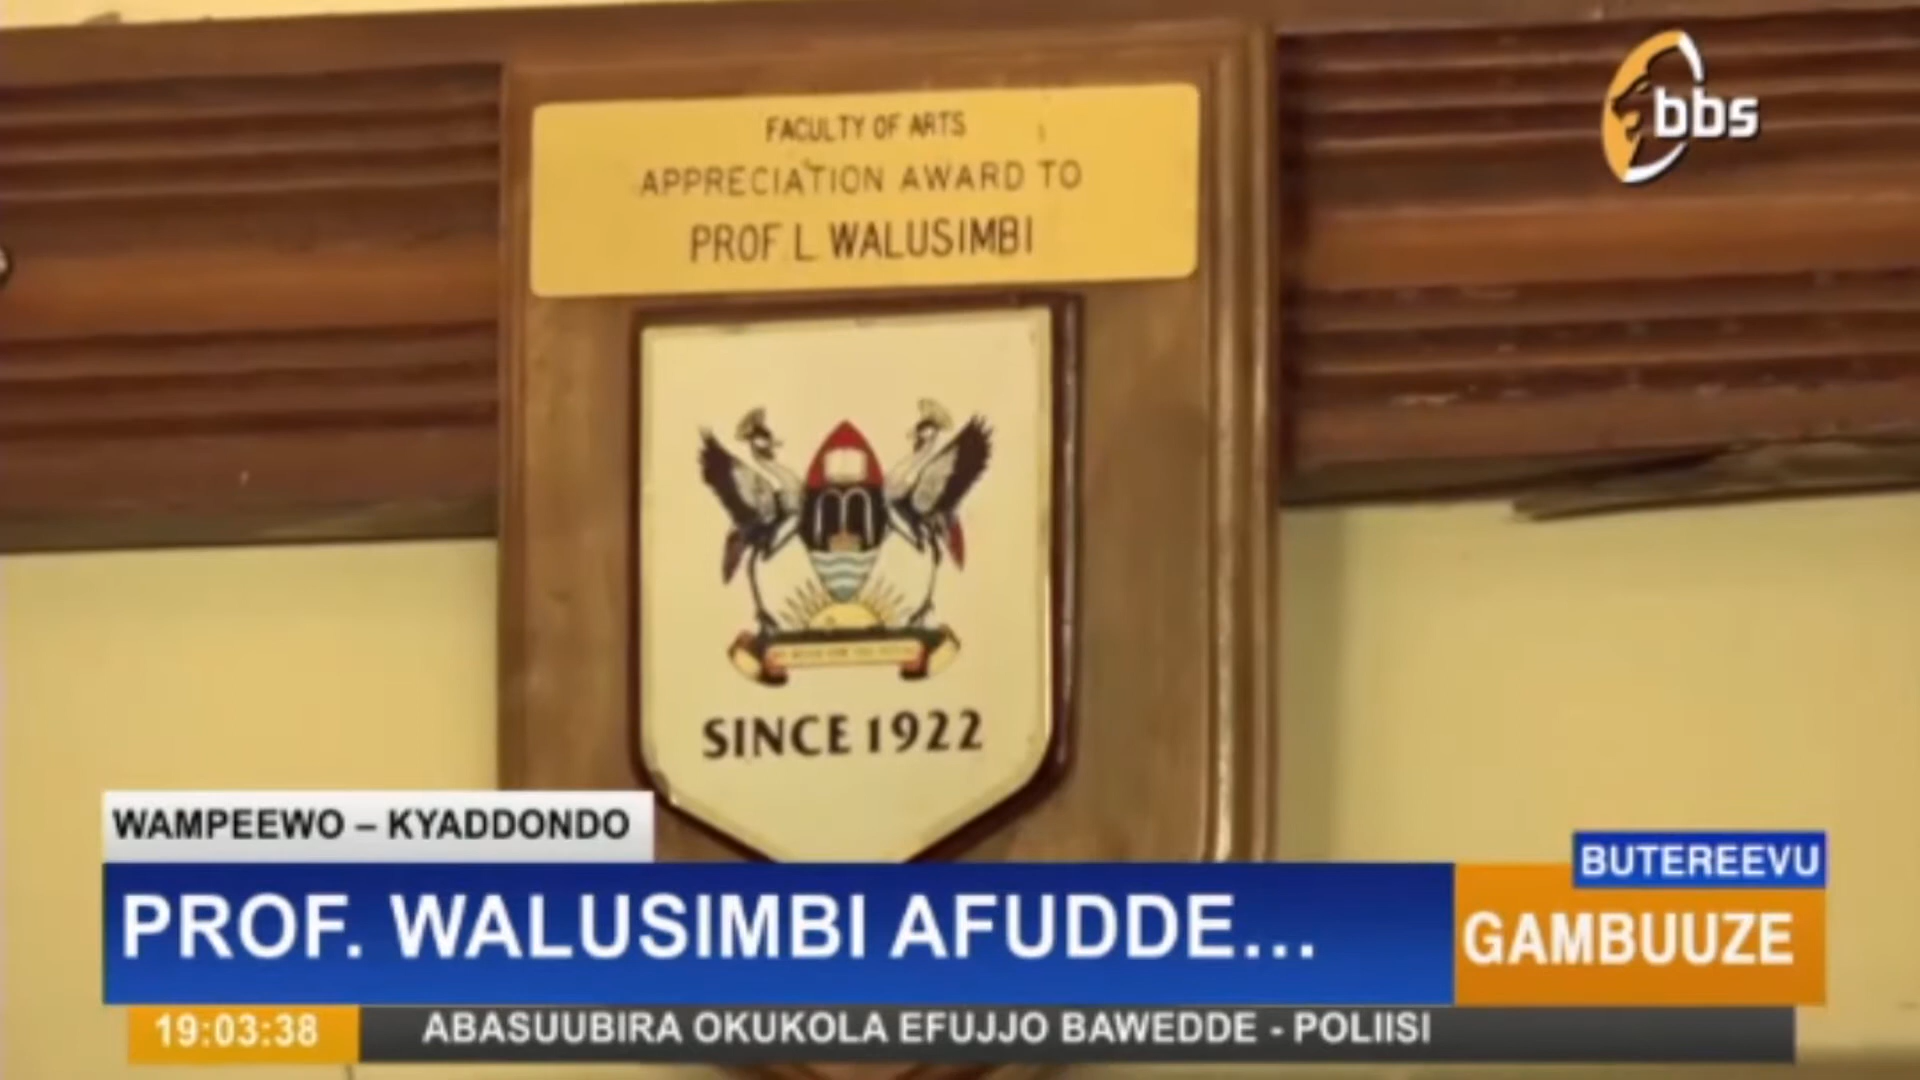 bbs
FACULTY OF ARTS
APPRECIATION AWARD TO
PROF L WALUSIMBI
SINCE 1922
WAMPEEWO – KYADDONDO
PROF. WALUSIMBI AFUDDE...
BUTEREEVU
GAMBUUZE
19:03:38
ABASUUBIRA OKUKOLA EFUJJO BAWEDDE - POLIISI